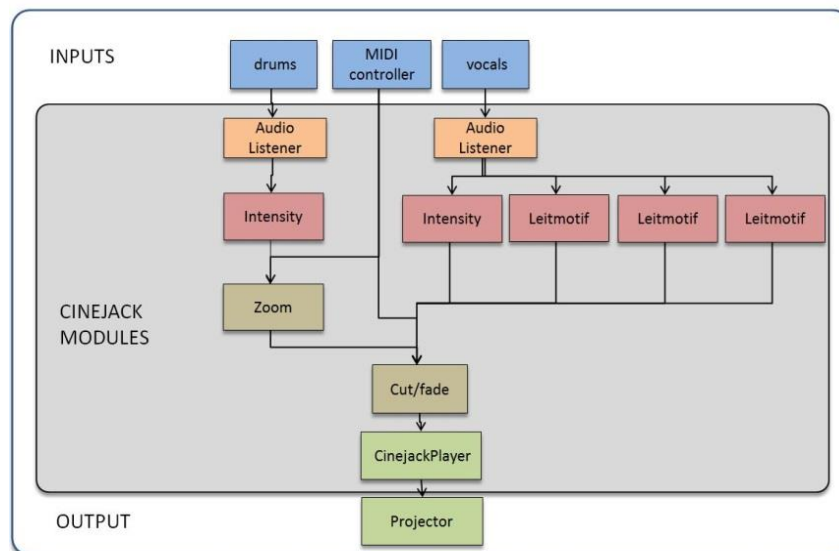 INPUTS
drums
MIDI
controller
vocals
Audio
Listener
Audio
Listener
Intensity
Intensity
Leitmotif
Leitmotif
Leitmotif
CINEJACK
MODULES
Zoom
Cut/fade
CinejackPlayer
OUTPUT
Projector